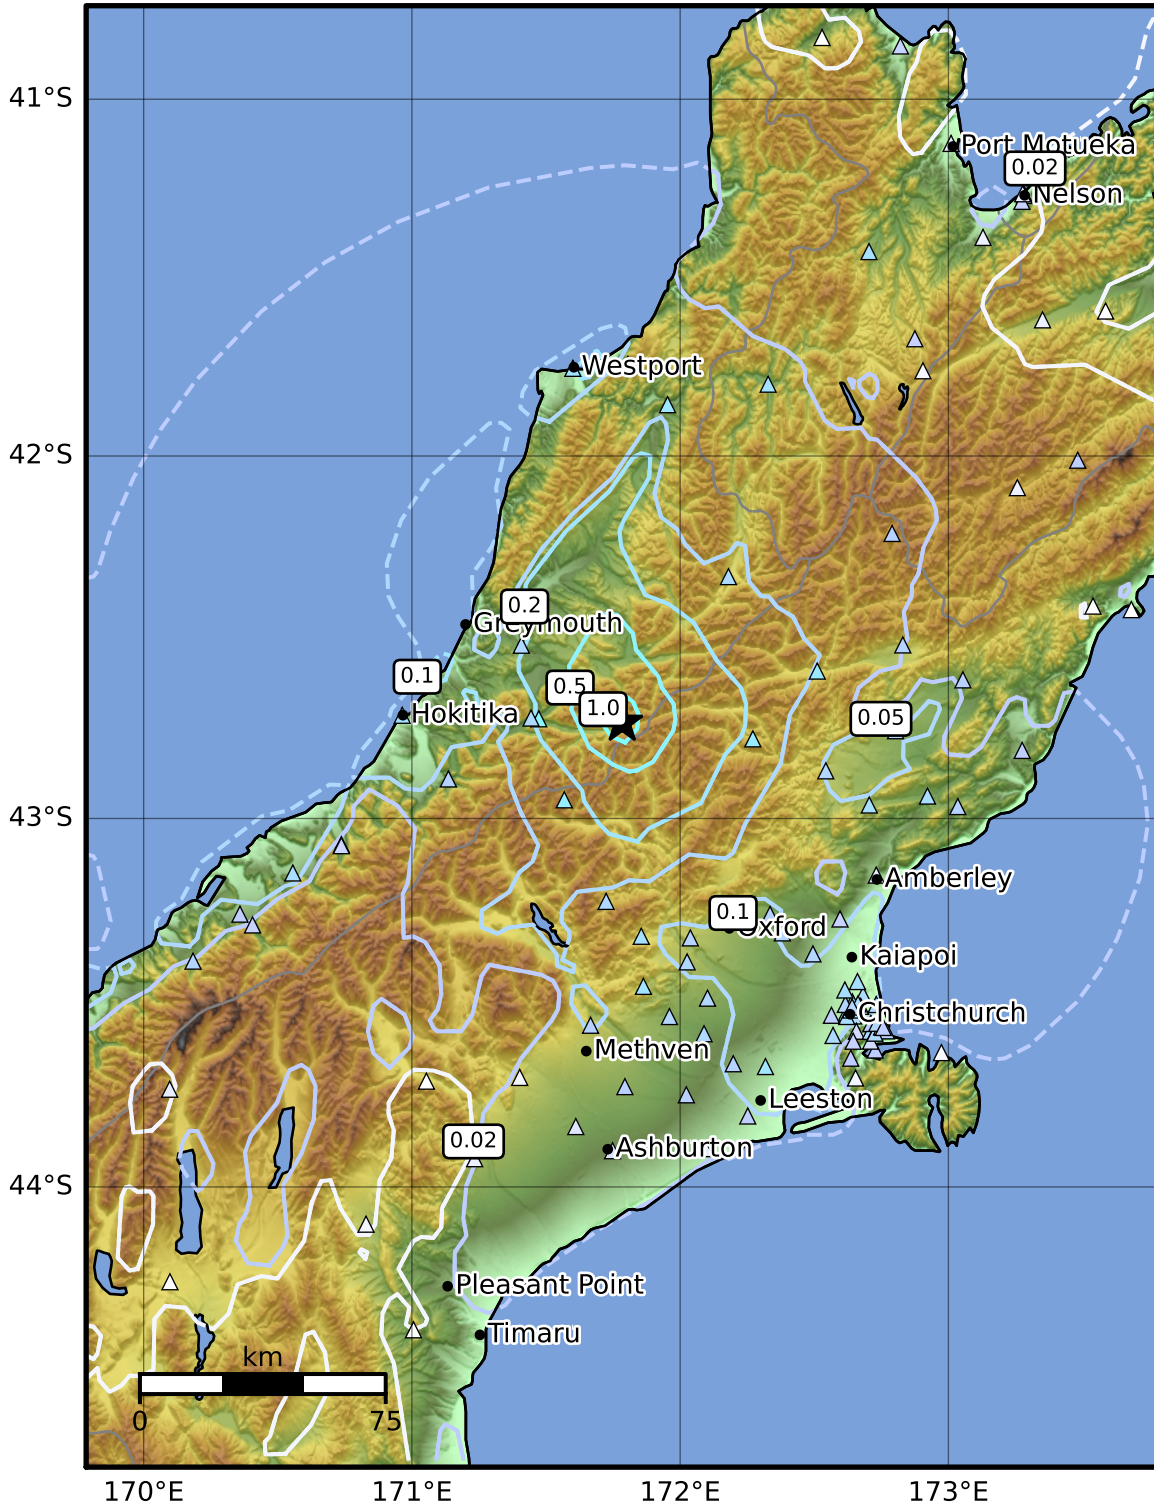 41°S
Port Motueka
0.02
Nelson
Westport
42°S
0.2
Greymouth
0.1
0.5
1.0
Hokitika
0.05
43°S
Amberley
0.1
Oxford
Kaiapoi
Christchurch
Methven
Leeston
0.02
Ashburton
44°S
Pleasant Point
Timaru
km
0
75
170°E
171°E
172°E
173°E